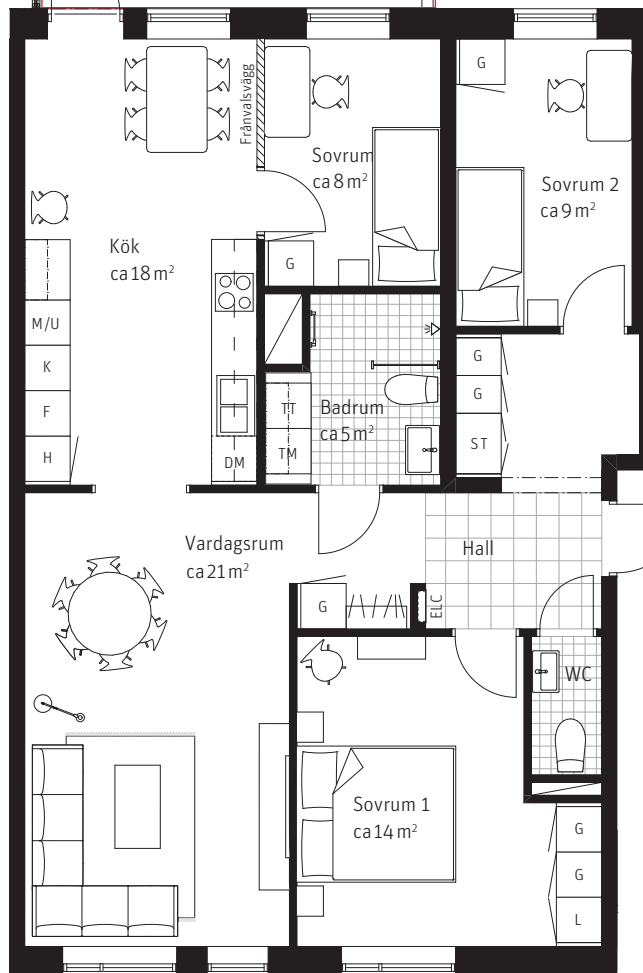 G
Frånvalsvägg
Sovrum
ca 8 m²
Sovrum 2
ca 9 m²
Kök
ca 18 m²
G
M/U
K
F
H
DM
TT
TM
Badrum
ca 5 m²
G
G
ST
Vardagsrum
ca 21 m²
Hall
G
ELC
WC
Sovrum 1
ca 14 m²
G
G
L